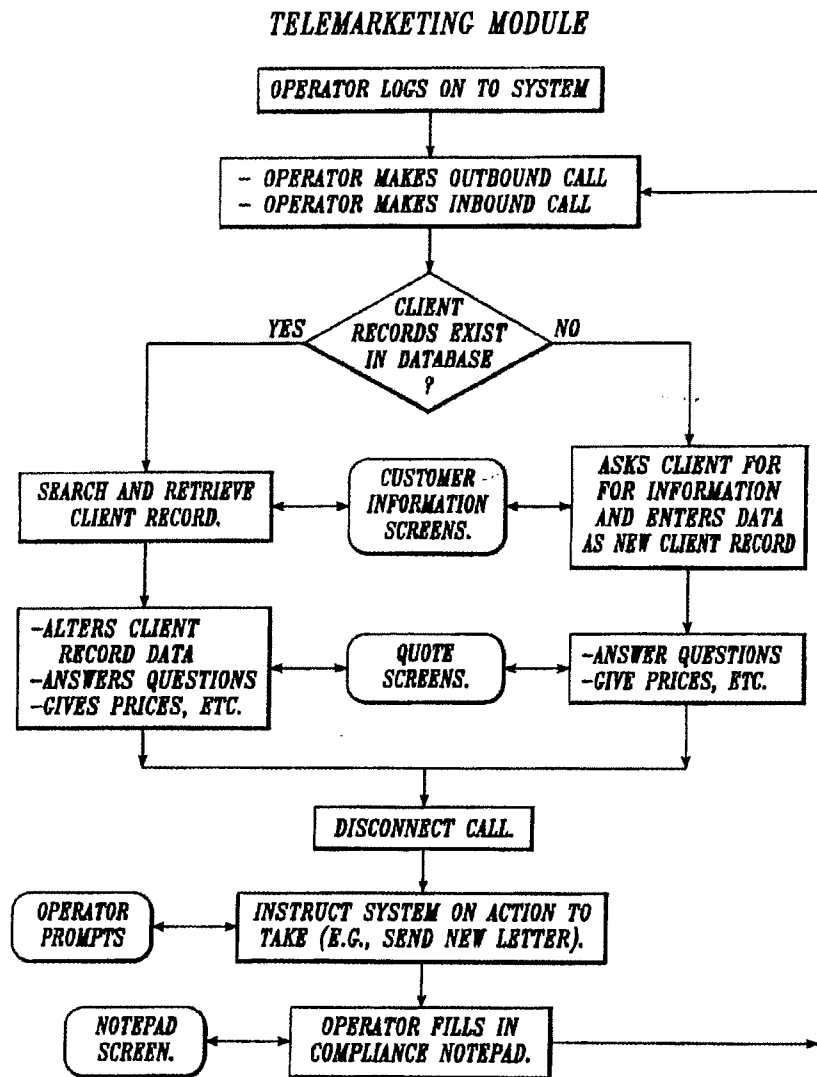 TELEMARKETING MODULE
OPERATOR LOGS ON TO SYSTEM
- OPERATOR MAKES OUTBOUND CALL
- OPERATOR MAKES INBOUND CALL
CLIENT
RECORDS EXIST
IN DATABASE
?
YES
NO
SEARCH AND RETRIEVE
CLIENT RECORD.
CUSTOMER
INFORMATION
SCREENS.
ASKS CLIENT FOR
FOR INFORMATION
AND ENTERS DATA
AS NEW CLIENT RECORD
-ALTERS CLIENT
RECORD DATA
-ANSWERS QUESTIONS
-GIVES PRICES, ETC.
QUOTE
SCREENS.
-ANSWER QUESTIONS
-GIVE PRICES, ETC.
DISCONNECT CALL.
OPERATOR
PROMPTS
INSTRUCT SYSTEM ON ACTION TO
TAKE (E.G., SEND NEW LETTER).
NOTEPAD
SCREEN.
OPERATOR FILLS IN
COMPLIANCE NOTEPAD.